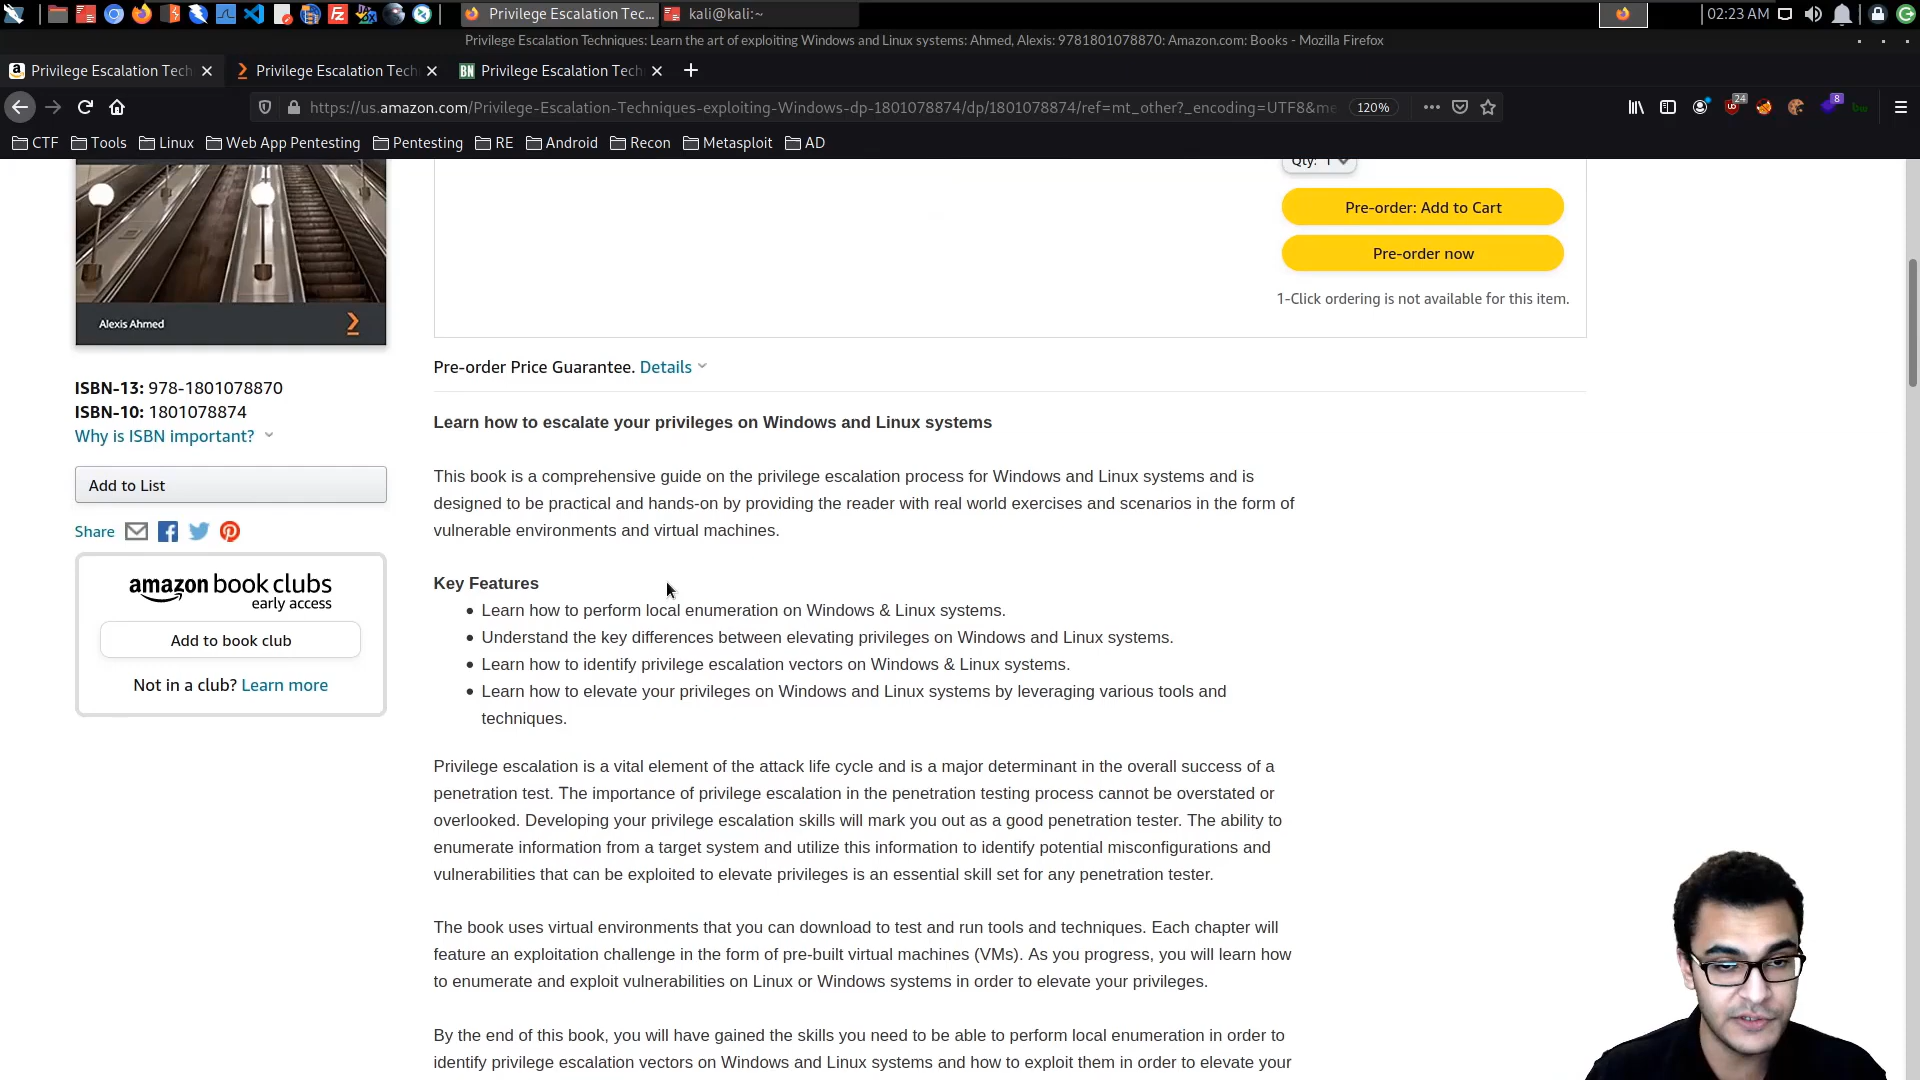 Privilege Escalation Tec...
kali@kali:~
02:23 AM
Privilege Escalation Techniques: Learn the art of exploiting Windows and Linux systems: Ahmed, Alexis: 9781801078870: Amazon.com: Books - Mozilla Firefox
Privilege Escalation Tech
Privilege Escalation Tech
BN Privilege Escalation Tech
https://us.amazon.com/Privilege-Escalation-Techniques-exploiting-Windows-dp-1801078874/dp/1801078874/ref=mt_other?_encoding=UTF8&me
120%
24
8
CTF Tools Linux Web App Pentesting Pentesting RE Android Recon Metasploit AD
Qty: 1
Pre-order: Add to Cart
Pre-order now
1-Click ordering is not available for this item.
Alexis Ahmed
ISBN-13: 978-1801078870
ISBN-10: 1801078874
Why is ISBN important?
Add to List
Share
amazon book clubs
early access
Add to book club
Not in a club? Learn more
Pre-order Price Guarantee. Details
Learn how to escalate your privileges on Windows and Linux systems
This book is a comprehensive guide on the privilege escalation process for Windows and Linux systems and is
designed to be practical and hands-on by providing the reader with real world exercises and scenarios in the form of
vulnerable environments and virtual machines.
Key Features
Learn how to perform local enumeration on Windows & Linux systems.
Understand the key differences between elevating privileges on Windows and Linux systems.
Learn how to identify privilege escalation vectors on Windows & Linux systems.
Learn how to elevate your privileges on Windows and Linux systems by leveraging various tools and
techniques.
Privilege escalation is a vital element of the attack life cycle and is a major determinant in the overall success of a
penetration test. The importance of privilege escalation in the penetration testing process cannot be overstated or
overlooked. Developing your privilege escalation skills will mark you out as a good penetration tester. The ability to
enumerate information from a target system and utilize this information to identify potential misconfigurations and
vulnerabilities that can be exploited to elevate privileges is an essential skill set for any penetration tester.
The book uses virtual environments that you can download to test and run tools and techniques. Each chapter will
feature an exploitation challenge in the form of pre-built virtual machines (VMs). As you progress, you will learn how
to enumerate and exploit vulnerabilities on Linux or Windows systems in order to elevate your privileges.
By the end of this book, you will have gained the skills you need to be able to perform local enumeration in order to
identify privilege escalation vectors on Windows and Linux systems and how to exploit them in order to elevate your